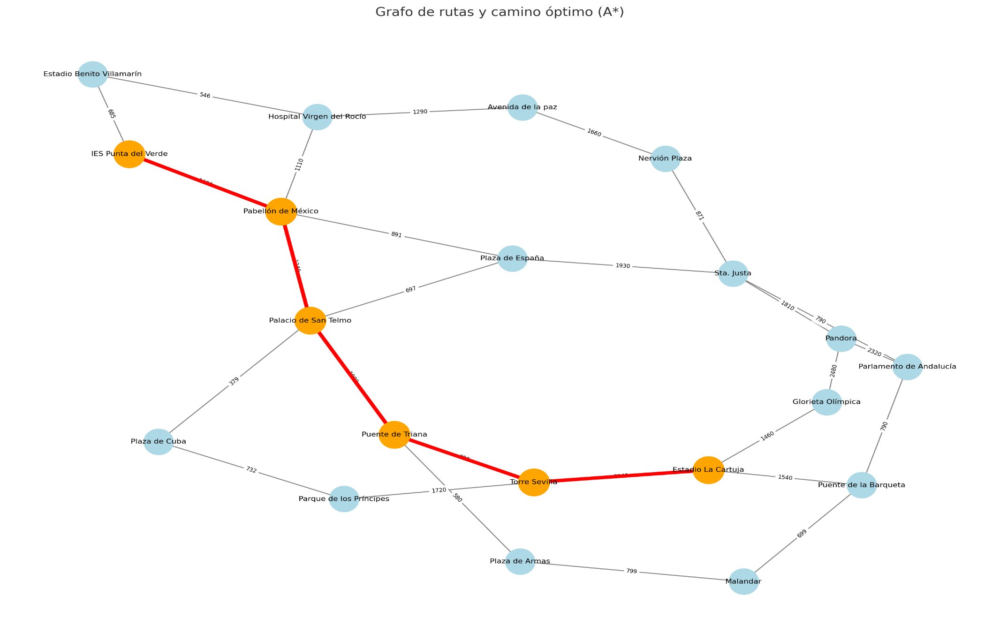 Grafo de rutas y camino óptimo (A*)
Estadio Benito Villamarín
546
Avenida de la paz
1290
685
Hospital Virgen del Rocío
1660
IES Punta del Verde
Nervión Plaza
1110
Pabellón de México
871
891
Plaza de España
1930
Sta. Justa
697
1810
790
Palacio de San Telmo
Pandora
2320
Parlamento de Andalucía
2480
379
Glorieta Olímpica
790
Puente de Triana
1460
Plaza de Cuba
732
Estadio La Cartuja
1540
Torre Sevilla
Puente de la Barqueta
1720
580
Parque de los Príncipes
699
Plaza de Armas
799
Malandar